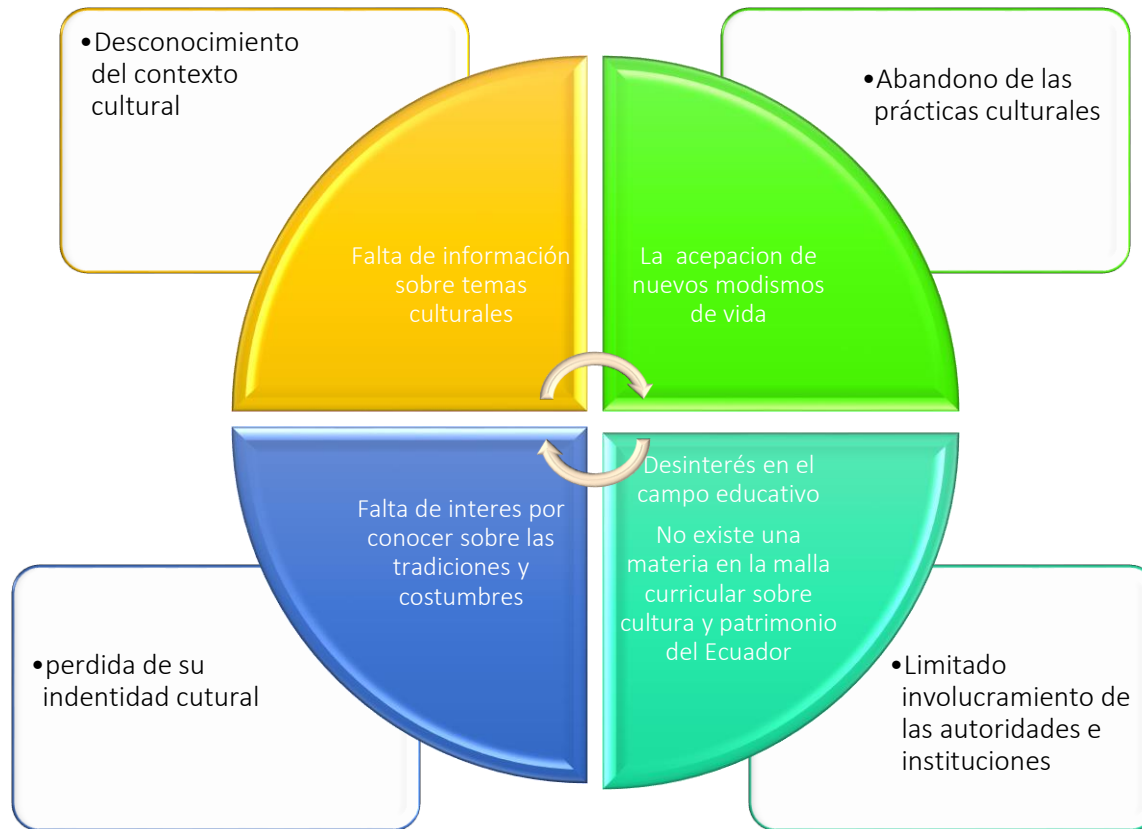 •Desconocimiento
del contexto
cultural
•Abandono de las
prácticas culturales
Falta de información
sobre temas
culturales
La  acepacion de
nuevos modismos
de vida
Falta de interes por
conocer sobre las
tradiciones y
costumbres
Desinterés en el
campo educativo
No existe una
materia en la malla
curricular sobre
cultura y patrimonio
del Ecuador
•perdida de su
indentidad cutural
•Limitado
involucramiento de
las autoridades e
instituciones